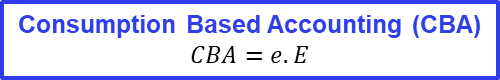 Consumption Based Accounting (CBA)
CBA = e.E